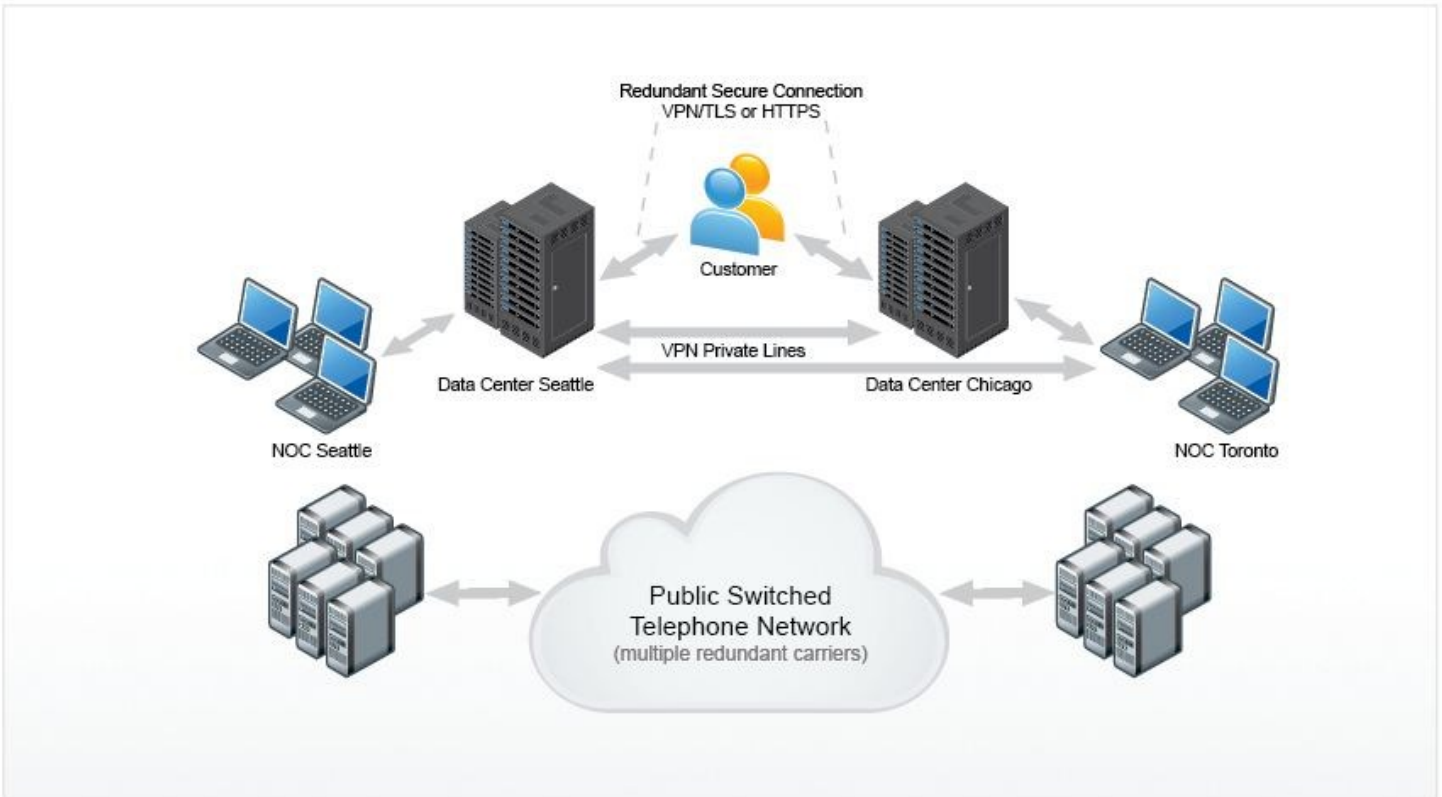 Redundant Secure Connection
VPN/TLS or HTTPS
Customer
VPN Private Lines
Data Center Seattle
Data Center Chicago
NOC Seattle
NOC Toronto
Public Switched
Telephone Network
(multiple redundant carriers)